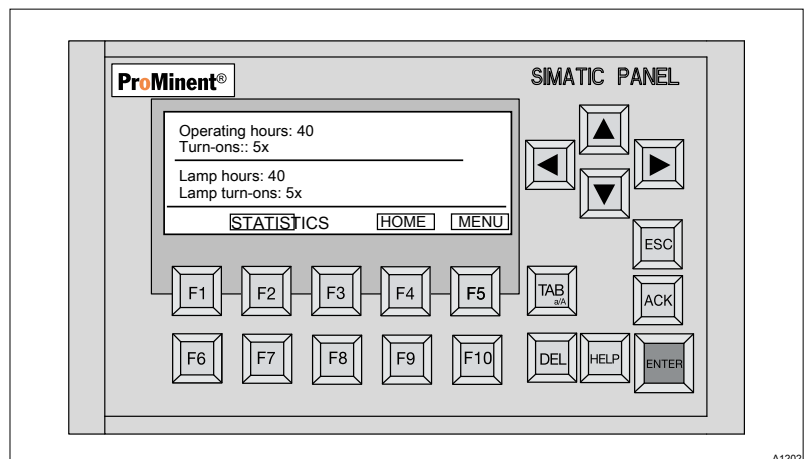 ProMinent®
SIMATIC PANEL
Operating hours: 40
Turn-ons:: 5x
Lamp hours: 40
Lamp turn-ons: 5x
STATISTICS HOME MENU
ESC
F1 F2 F3 F4 F5 TAB a/A
ACK
F6 F7 F8 F9 F10 DEL HELP ENTER
A1202